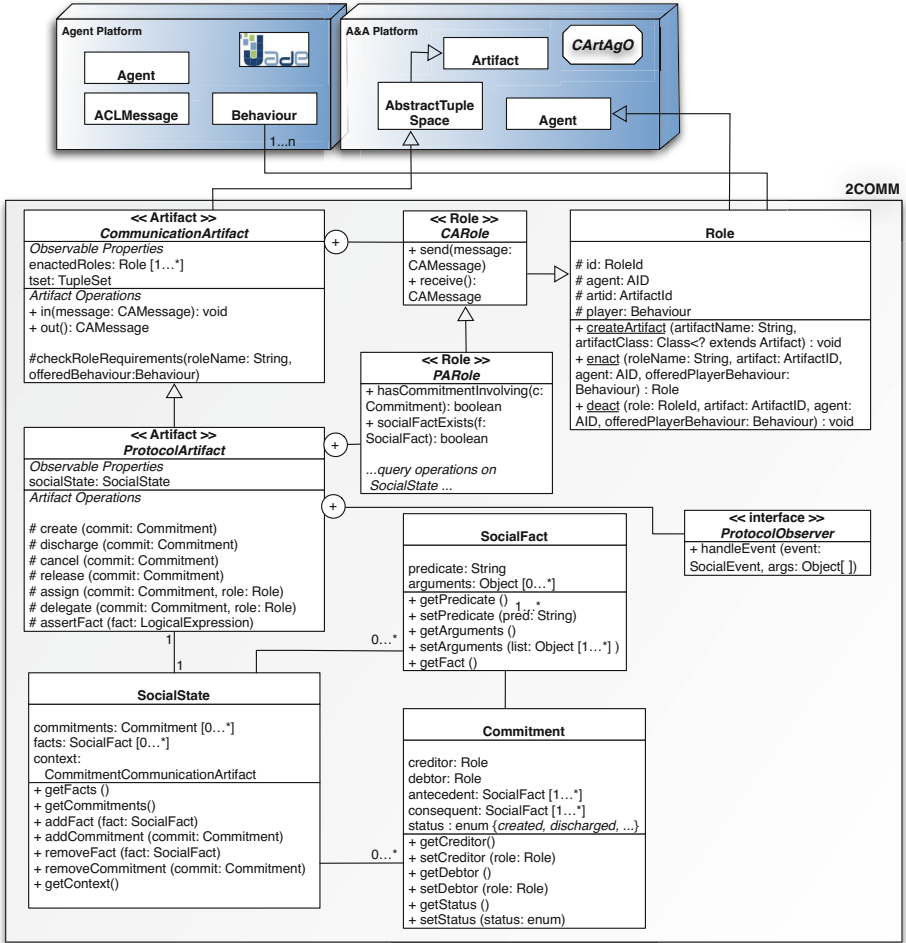 Agent Platform
Jade
Agent
ACLMessage
Behaviour
1...n
A&A Platform
CArtAgO
Artifact
AbstractTuple
Space
Agent
2COMM
<< Artifact >>
CommunicationArtifact
Observable Properties
enactedRoles: Role [1...*]
tset: TupleSet
Artifact Operations
+ in(message: CAMessage): void
+ out(): CAMessage
#checkRoleRequirements(roleName: String,
offeredBehaviour:Behaviour)
+
<< Role >>
CARole
+ send(message:
CAMessage)
+ receive():
CAMessage
Role
# id: RoleId
# agent: AID
# artid: ArtifactId
# player: Behaviour
+ createArtifact (artifactName: String,
artifactClass: Class<? extends Artifact) : void
+ enact (roleName: String, artifact: ArtifactID,
agent: AID, offeredPlayerBehaviour:
Behaviour) : Role
+ deact (role: RoleId, artifact: ArtifactID, agent:
AID, offeredPlayerBehaviour: Behaviour) : void
<< Role >>
PARole
+ hasCommitmentInvolving(c:
Commitment): boolean
+ socialFactExists(f:
SocialFact): boolean
...query operations on
SocialState ...
<< Artifact >>
ProtocolArtifact
Observable Properties
socialState: SocialState
Artifact Operations
# create (commit: Commitment)
# discharge (commit: Commitment)
# cancel (commit: Commitment)
# release (commit: Commitment)
# assign (commit: Commitment, role: Role)
# delegate (commit: Commitment, role: Role)
# assertFact (fact: LogicalExpression)
+
+
<< interface >>
ProtocolObserver
+ handleEvent (event:
SocialEvent, args: Object[ ])
SocialFact
predicate: String
arguments: Object [0...*]
+ getPredicate ()
1...*
+ setPredicate (pred: String)
+ getArguments ()
+ setArguments (list: Object [1...*] )
+ getFact ()
1
1
0...*
SocialState
commitments: Commitment [0...*]
facts: SocialFact [0...*]
context:
CommitmentCommunicationArtifact
+ getFacts ()
+ getCommitments()
+ addFact (fact: SocialFact)
+ addCommitment (commit: Commitment)
+ removeFact (fact: SocialFact)
+ removeCommitment (commit: Commitment)
+ getContext()
0...*
Commitment
creditor: Role
debtor: Role
antecedent: SocialFact [1...*]
consequent: SocialFact [1...*]
status : enum {created, discharged, ...}
+ getCreditor()
+ setCreditor (role: Role)
+ getDebtor ()
+ setDebtor (role: Role)
+ getStatus ()
+ setStatus (status: enum)